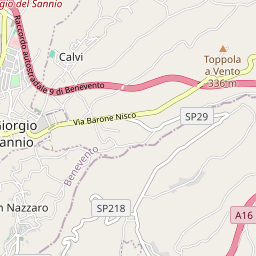 gio del Sannio
Raccordo autostradale 9 di Benevento
Calvi
Toppola
a Vento
336 m
Via Barone Nisco
SP29
Giorgio
annio
Benevento
n Nazzaro
SP218
A16